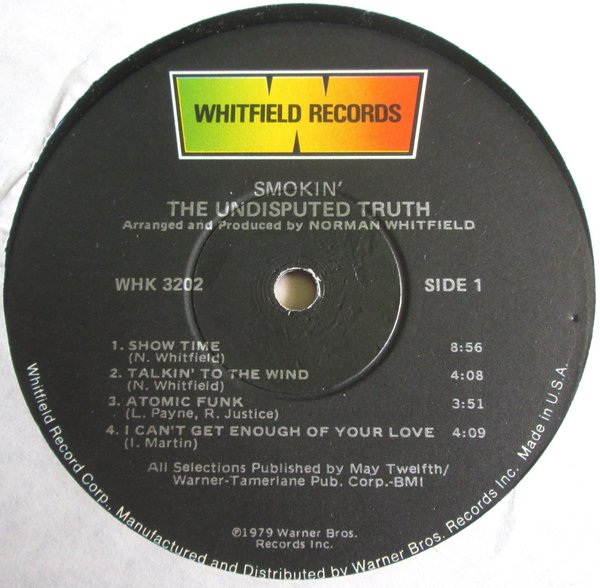 WHITFIELD RECORDS
SMOKIN'
THE UNDISPUTED TRUTH
Arranged and Produced by NORMAN WHITFIELD
WHK 3202
SIDE 1
1. SHOW TIME 8:56
(N. Whitfield)
2. TALKIN' TO THE WIND 4:08
(N. Whitfield)
3. ATOMIC FUNK 3:51
(L. Payne, R. Justice)
4. I CAN'T GET ENOUGH OF YOUR LOVE 4:09
(I. Martin)
All Selections Published by May Twelfth/
Warner-Tamerlane Pub. Corp.-BMI
℗1979 Warner Bros.
Records Inc.
Whitfield Record Corp., Manufactured and Distributed by Warner Bros. Records Inc. Made in U.S.A.